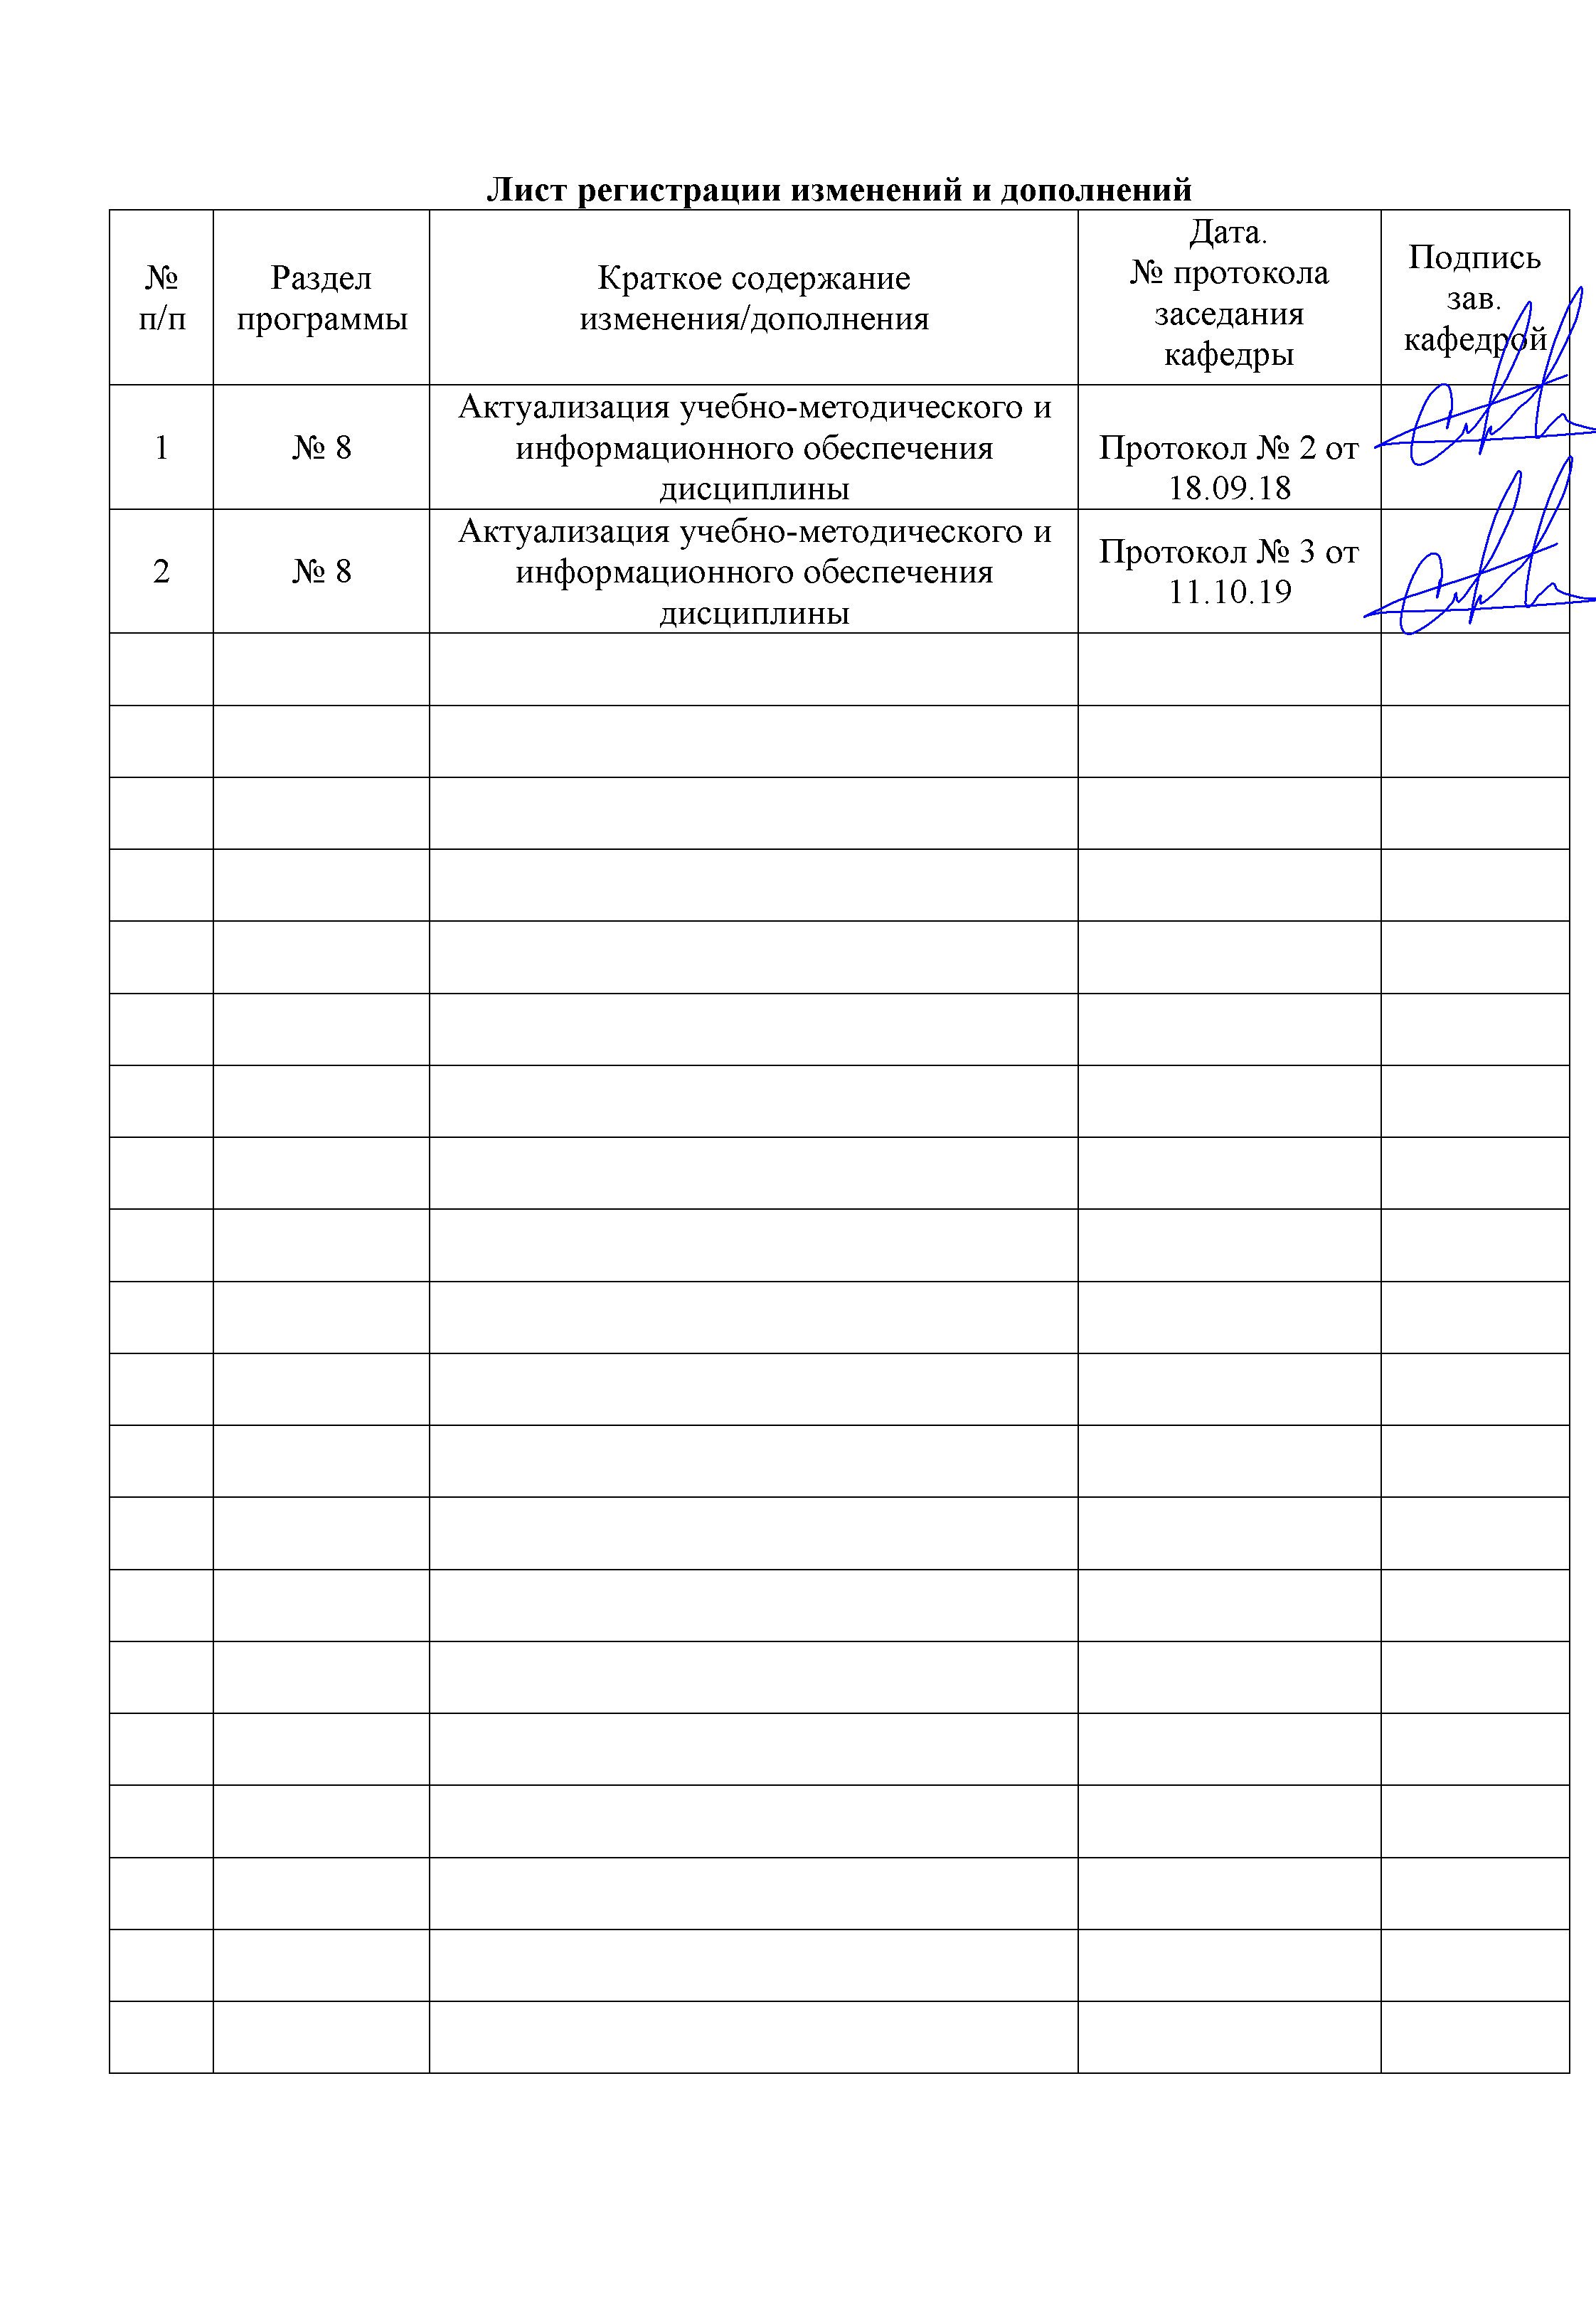 Лист регистрации изменений и дополнений
№
п/п
Раздел
программы
Краткое содержание
изменения/дополнения
Дата.
№ протокола
заседания
кафедры
Подпись
зав.
кафедрой
1
№ 8
Актуализация учебно-методического и
информационного обеспечения
дисциплины
Протокол № 2 от
18.09.18
2
№ 8
Актуализация учебно-методического и
информационного обеспечения
дисциплины
Протокол № 3 от
11.10.19